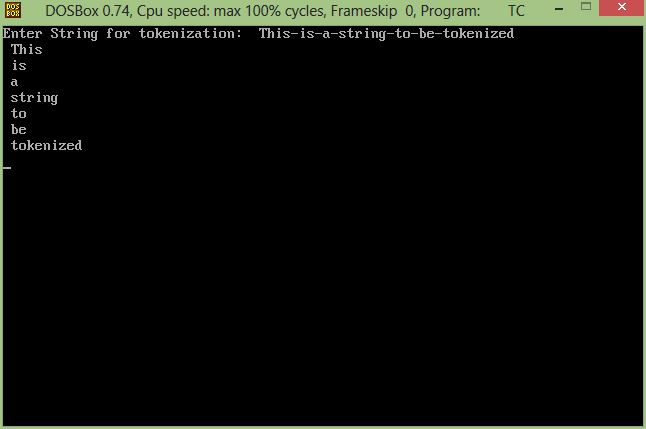 DOS BOX DOSBox 0.74, Cpu speed: max 100% cycles, Frameskip 0, Program: TC
Enter String for tokenization: This-is-a-string-to-be-tokenized
This
is
a
string
to
be
tokenized